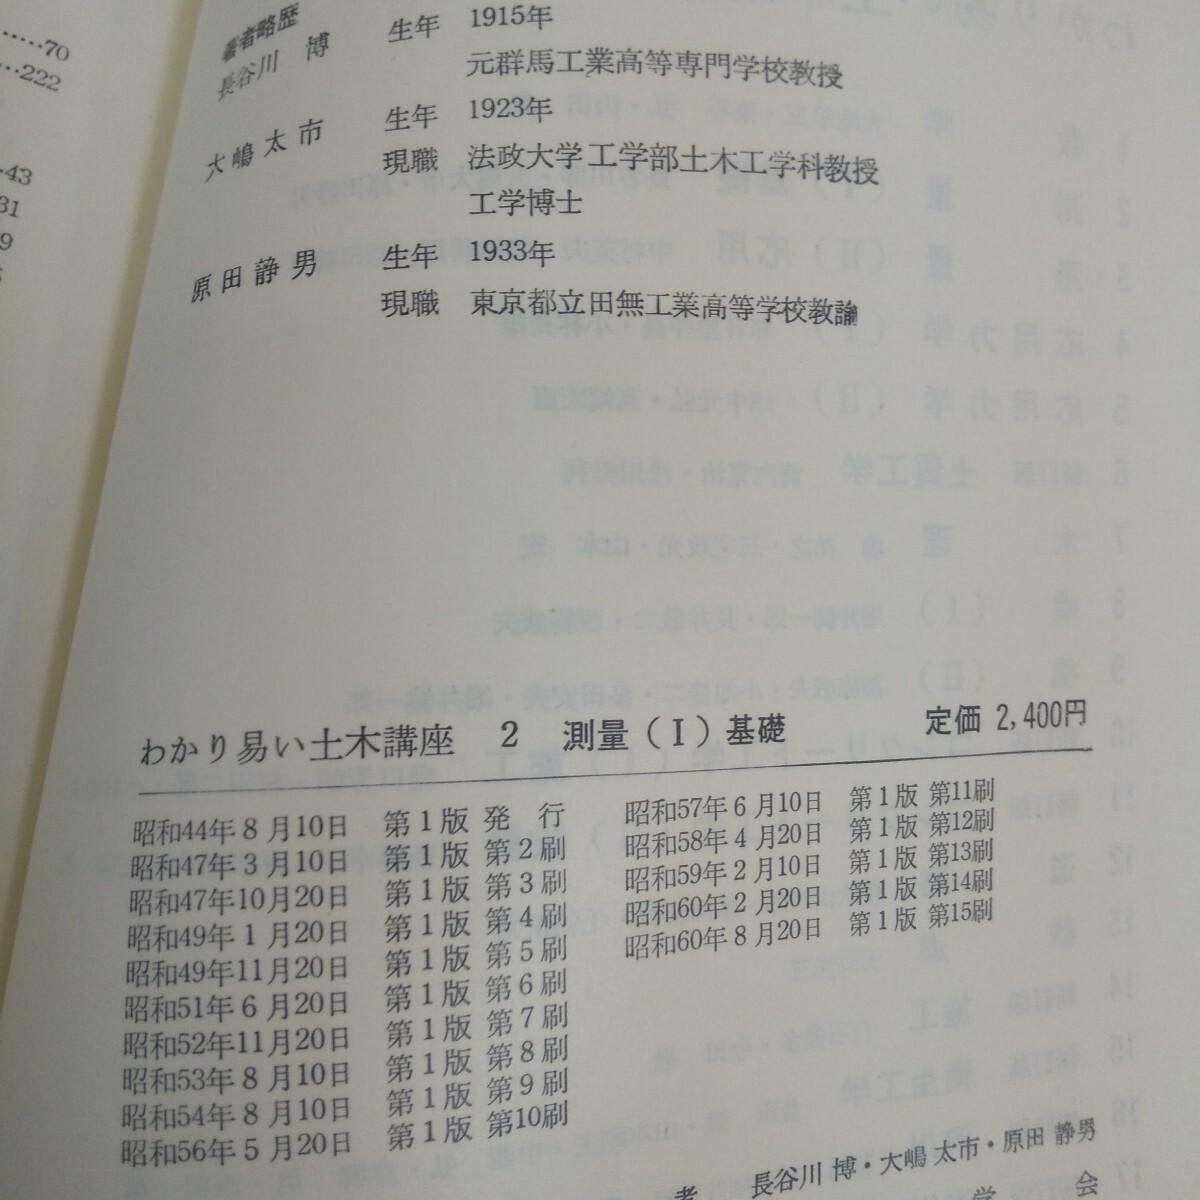 ……70
…222
…43
31
9
著者略歴
長谷川 博 生年 1915年
元群馬工業高等専門学校教授
大嶋太市 生年 1923年
現職 法政大学工学部土木工学科教授
工学博士
原田静男 生年 1933年
現職 東京都立田無工業高等学校教諭
わかり易い土木講座 2 測量(Ⅰ)基礎 定価 2,400円
昭和44年8月10日 第1版 発行
昭和47年3月10日 第1版 第2刷
昭和47年10月20日 第1版 第3刷
昭和49年1月20日 第1版 第4刷
昭和49年11月20日 第1版 第5刷
昭和51年6月20日 第1版 第6刷
昭和52年11月20日 第1版 第7刷
昭和53年8月10日 第1版 第8刷
昭和54年8月10日 第1版 第9刷
昭和56年5月20日 第1版 第10刷
昭和57年6月10日 第1版 第11刷
昭和58年4月20日 第1版 第12刷
昭和59年2月10日 第1版 第13刷
昭和60年2月20日 第1版 第14刷
昭和60年8月20日 第1版 第15刷
者 長谷川 博・大嶋 太市・原田 静男
学会